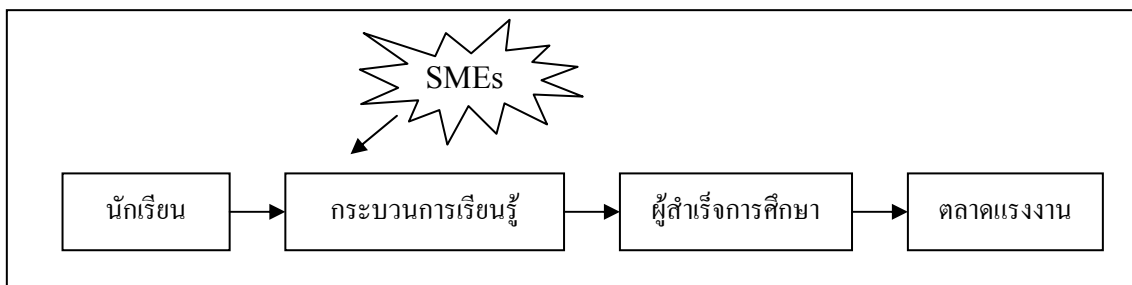 SMEs
นักเรียน
กระบวนการเรียนรู้
ผู้สำเร็จการศึกษา
ตลาดแรงงาน